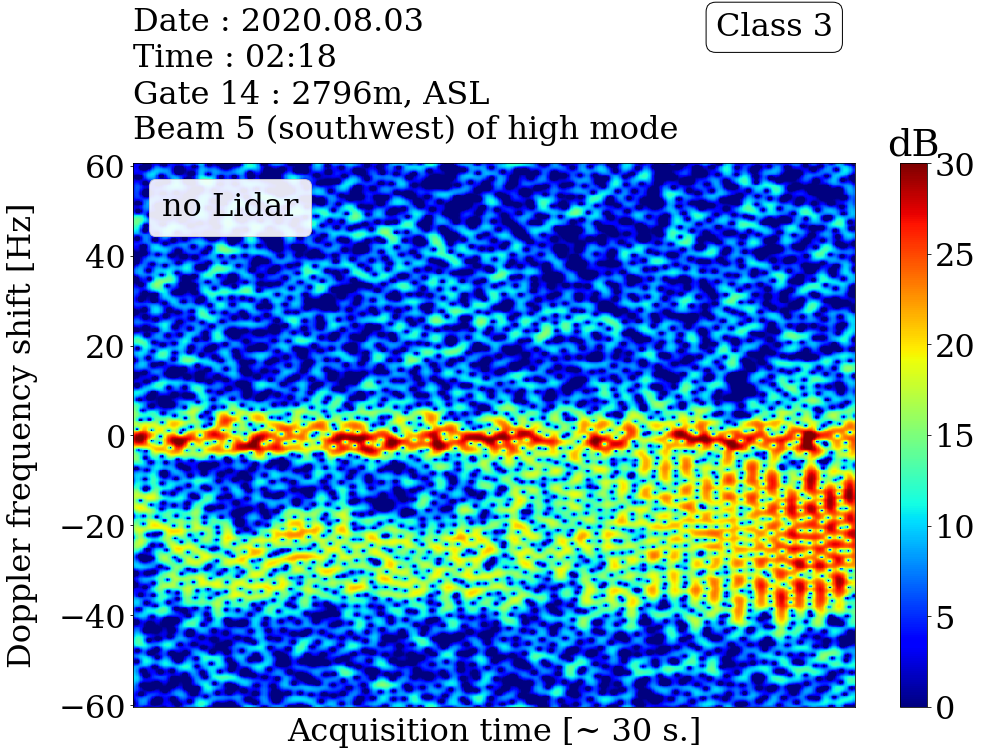 Date : 2020.08.03
Time : 02:18
Gate 14 : 2796m, ASL
Beam 5 (southwest) of high mode
Class 3
dB
no Lidar
Doppler frequency shift [Hz]
60
40
20
0
−20
−40
−60
30
25
20
15
10
5
0
Acquisition time [~ 30 s.]